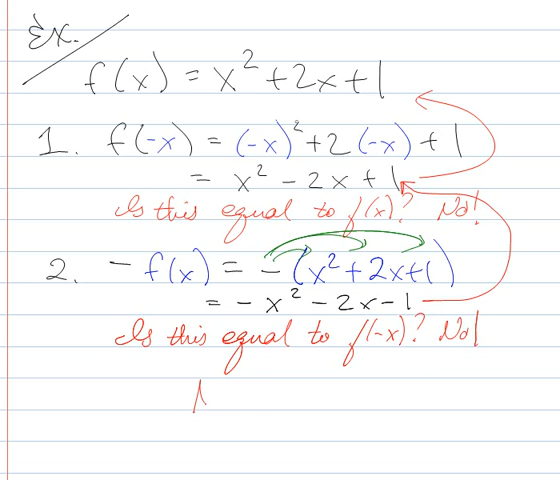 Ex.
f(x) = x² + 2x + 1
1. f(-x) = (-x)² + 2(-x) + 1
= x² - 2x + 1
Is this equal to f(x)? No!
2. - f(x) = -(x² + 2x + 1)
= - x² - 2x - 1
Is this equal to f(-x)? No!